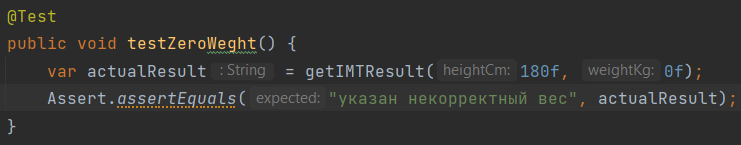 @Test
public void testZeroWeght() {
var actualResult : String = getIMTResult( heightCm: 180f, weightKg: 0f);
Assert.assertEquals( expected: "указан некорректный вес", actualResult);
}